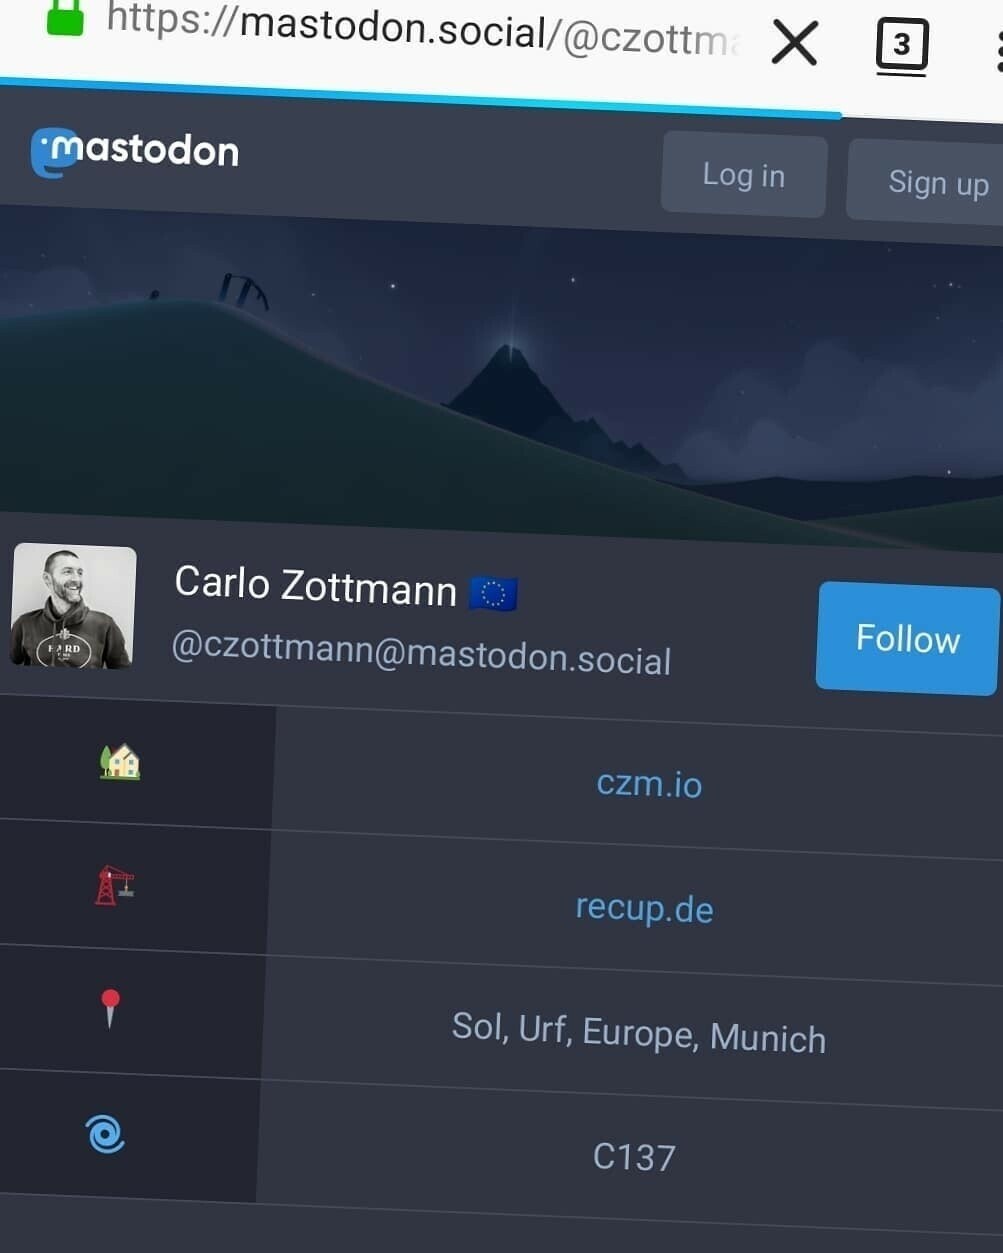 https://mastodon.social/@czottm
3
mastodon
Log in
Sign up
Carlo Zottmann 🇪🇺
@czottmann@mastodon.social
Follow
czm.io
recup.de
Sol, Urf, Europe, Munich
C137
HARD